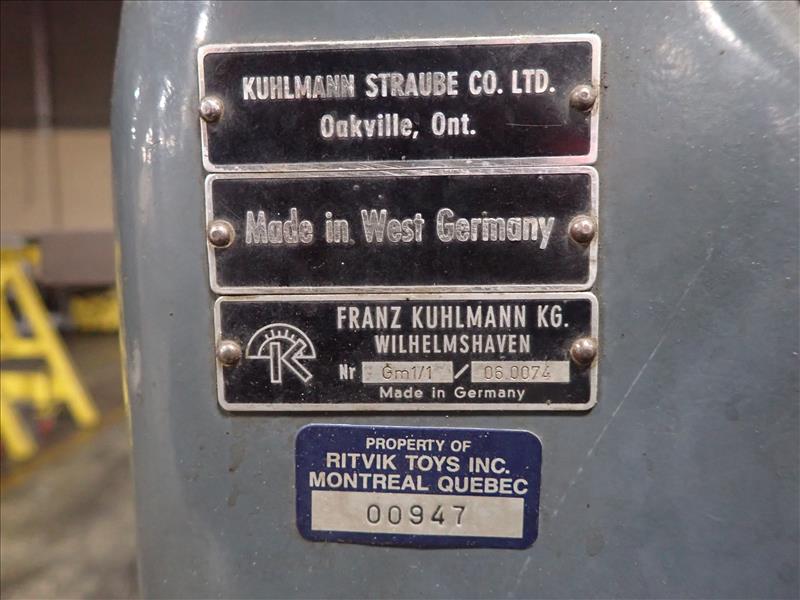 KUHLMANN STRAUBE CO. LTD.
Oakville, Ont.
Made in West Germany
FRANZ KUHLMANN KG.
WILHELMSHAVEN
Nr Gm1/1 / 06.0074
Made in Germany
PROPERTY OF
RITVIK TOYS INC.
MONTREAL QUEBEC
00947